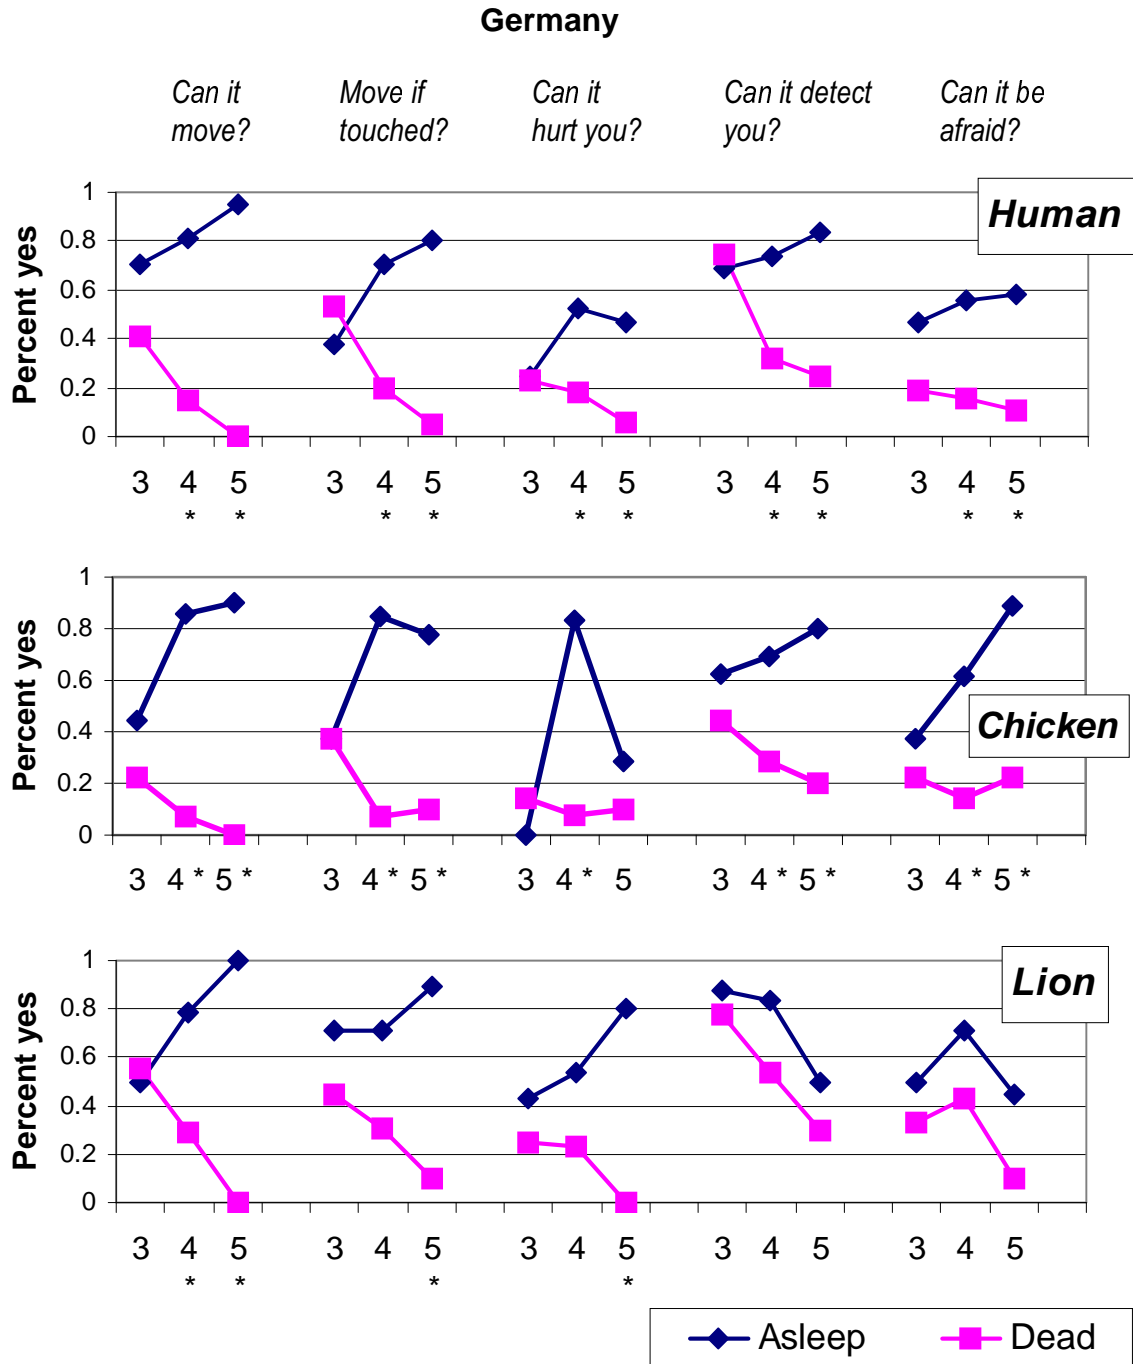 Germany
Can it move?
Move if touched?
Can it hurt you?
Can it detect you?
Can it be afraid?
Human
Percent yes
1
0.8
0.6
0.4
0.2
0
3 4 5 3 4 5 3 4 5 3 4 5 3 4 5
* * * * * * * * * *
Chicken
Percent yes
1
0.8
0.6
0.4
0.2
0
3 4 * 5 * 3 4 * 5 * 3 4 * 5 3 4 * 5 * 3 4 * 5 *
Lion
Percent yes
1
0.8
0.6
0.4
0.2
0
3 4 5 3 4 5 3 4 5 3 4 5 3 4 5
* * * *
Asleep Dead